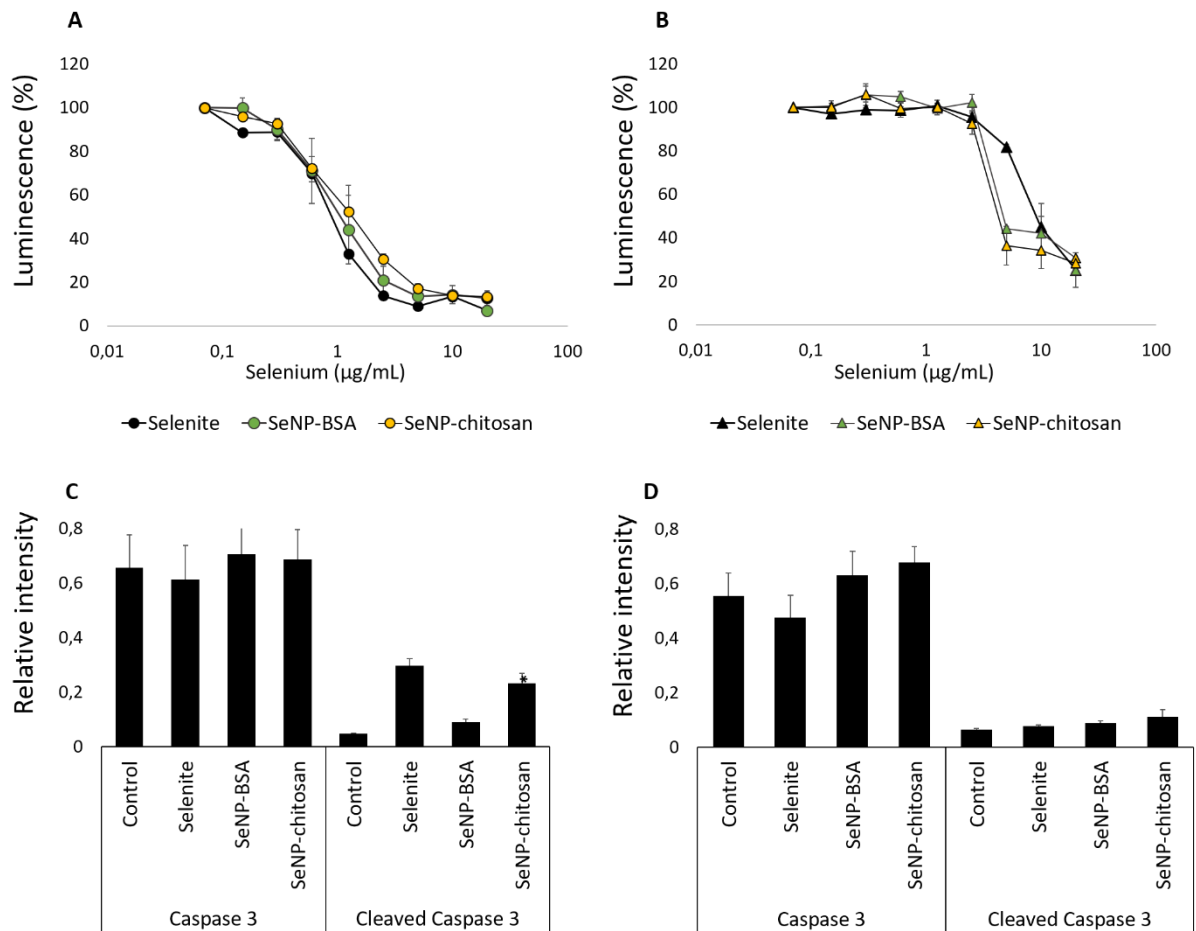 A
Luminescence (%)
120
100
80
60
40
20
0
0,01
0,1
1
10
100
Selenium (µg/mL)
Selenite
SeNP-BSA
SeNP-chitosan
B
Luminescence (%)
120
100
80
60
40
20
0
0,01
0,1
1
10
100
Selenium (µg/mL)
Selenite
SeNP-BSA
SeNP-chitosan
C
Relative intensity
0,8
0,6
0,4
0,2
0
*
Control
Selenite
SeNP-BSA
SeNP-chitosan
Control
Selenite
SeNP-BSA
SeNP-chitosan
Caspase 3
Cleaved Caspase 3
D
Relative intensity
0,8
0,6
0,4
0,2
0
Control
Selenite
SeNP-BSA
SeNP-chitosan
Control
Selenite
SeNP-BSA
SeNP-chitosan
Caspase 3
Cleaved Caspase 3